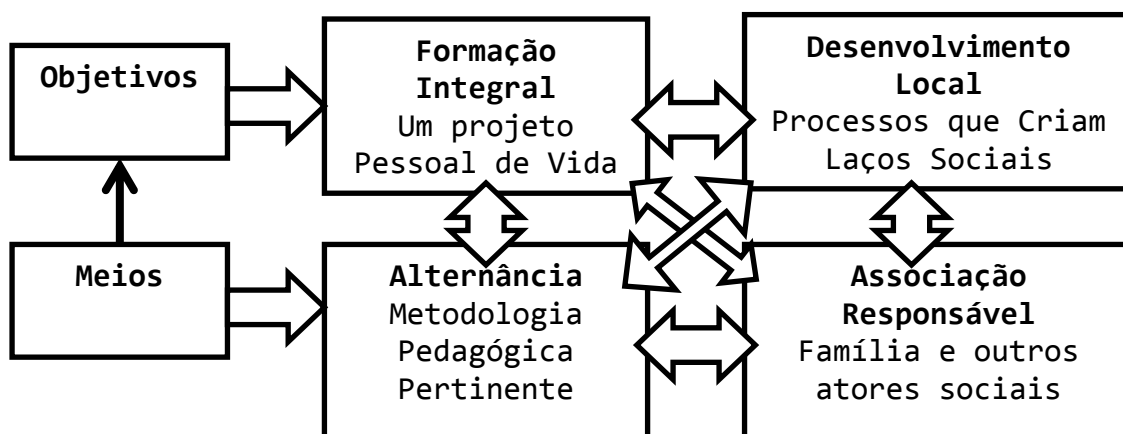 Objetivos
Formação
Integral
Um projeto
Pessoal de Vida
Desenvolvimento
Local
Processos que Criam
Laços Sociais
Meios
Alternância
Metodologia
Pedagógica
Pertinente
Associação
Responsável
Família e outros
atores sociais